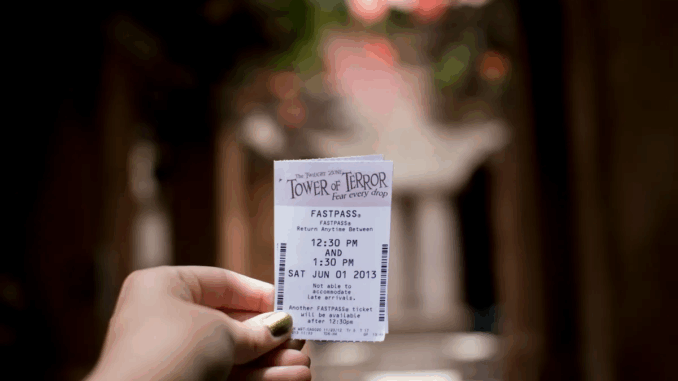 The Twilight Zone
TOWER OF TERROR
Fear every drop
FASTPASS®
FASTPASS®
Return Anytime Between
12:30 PM
AND
1:30 PM
SAT JUN 01 2013
Not able to
accommodate
late arrivals.
Another FASTPASS® ticket
will be available
after 12:30pm